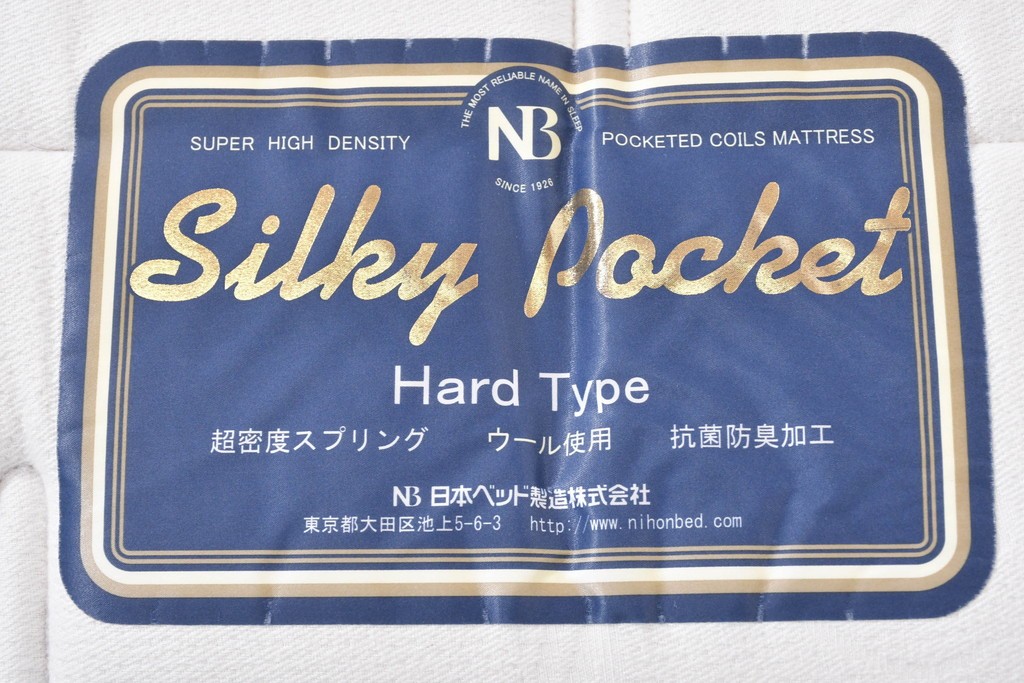 THE MOST RELIABLE NAME IN SLEEP
NB
SINCE 1926
SUPER HIGH DENSITY
POCKETED COILS MATTRESS
Silky Pocket
Hard Type
超密度スプリング ウール使用 抗菌防臭加工
NB 日本ベッド製造株式会社
東京都大田区池上5-6-3 http://www.nihonbed.com